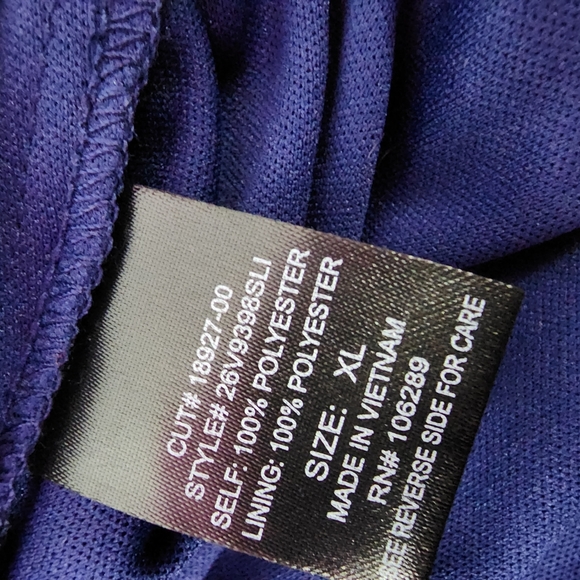 CUT# 18927-00
STYLE# 26V9398SLI
SELF: 100% POLYESTER
LINING: 100% POLYESTER
SIZE: XL
MADE IN VIETNAM
RN# 106289
REVERSE SIDE FOR CARE